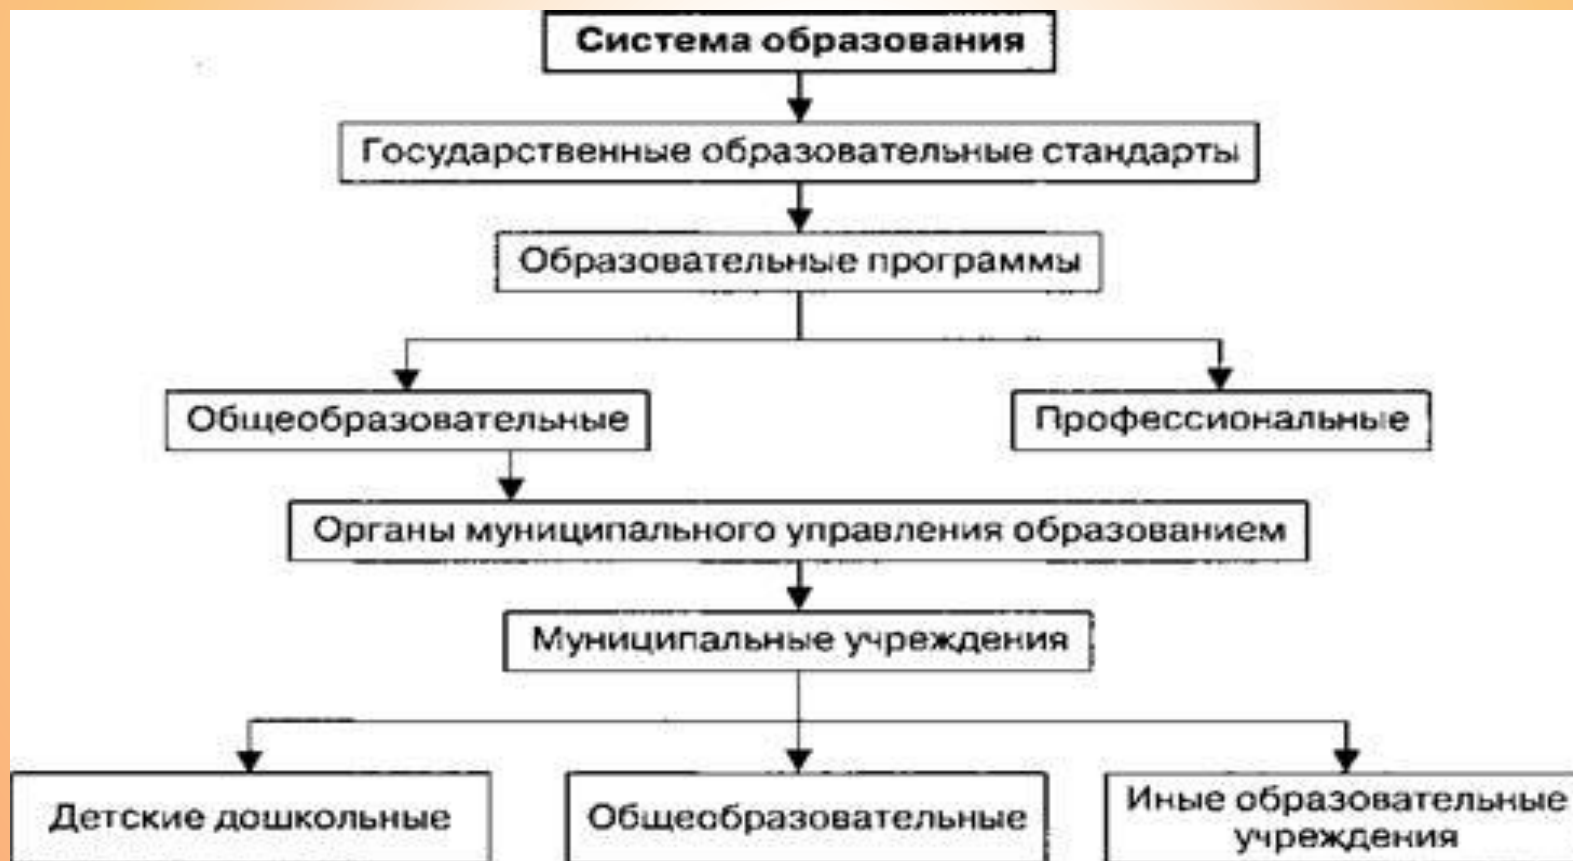 Система образования
Государственные образовательные стандарты
Образовательные программы
Общеобразовательные
Профессиональные
Органы муниципального управления образованием
Муниципальные учреждения
Детские дошкольные
Общеобразовательные
Иные образовательные
учреждения